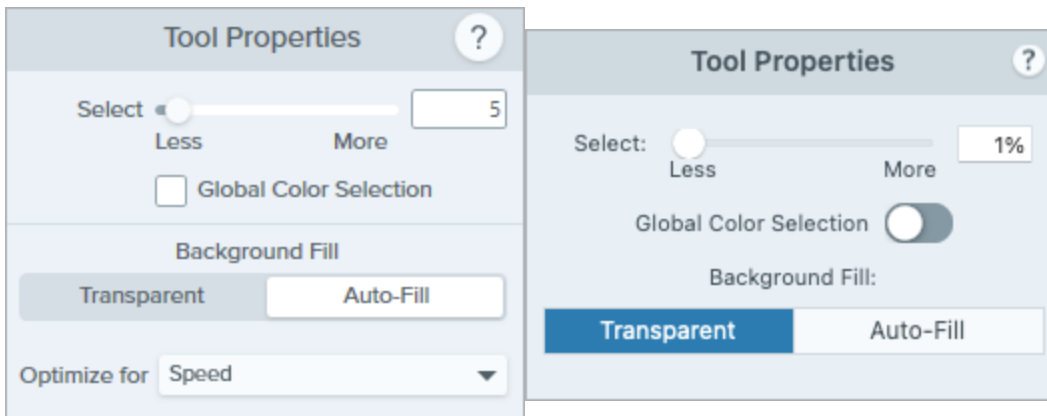 Tool Properties ?
Select 5
Less More
Global Color Selection
Background Fill
Transparent Auto-Fill
Optimize for Speed
Tool Properties ?
Select: 1%
Less More
Global Color Selection
Background Fill:
Transparent Auto-Fill